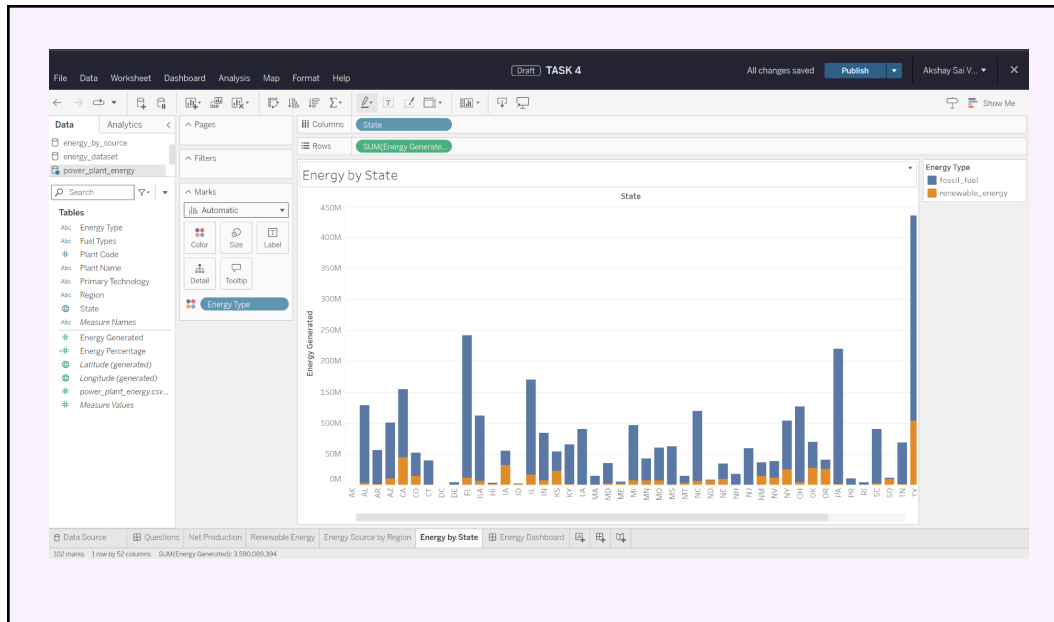 Draft TASK 4
All changes saved
Publish
Akshay Sai V...
File Data Worksheet Dashboard Analysis Map Format Help
Show Me
Data Analytics
energy_by_source
energy_dataset
power_plant_energy
Search
Tables
Abc Energy Type
Abc Fuel Types
# Plant Code
Abc Plant Name
Abc Primary Technology
Abc Region
State
Abc Measure Names
# Energy Generated
=# Energy Percentage
Latitude (generated)
Longitude (generated)
# power_plant_energy.csv...
# Measure Values
Pages
Filters
Marks
Automatic
Color Size Label
Detail Tooltip
Energy Type
Columns State
Rows SUM(Energy Generate..
Energy by State
State
Energy Generated
450M
400M
350M
300M
250M
200M
150M
100M
50M
0M
AK AL AR AZ CA CO CT DC DE FL GA HI IA ID IL IN KS KY LA MA MD ME MI MN MO MS MT NC ND NE NH NJ NM NV NY OH OK OR PA PR RI SC SD TN TX
Energy Type
fossil_fuel
renewable_energy
Data Source Questions Net Production Renewable Energy Energy Source by Region Energy by State Energy Dashboard
102 marks 1 row by 52 columns SUM(Energy Generated): 3,590,089,394